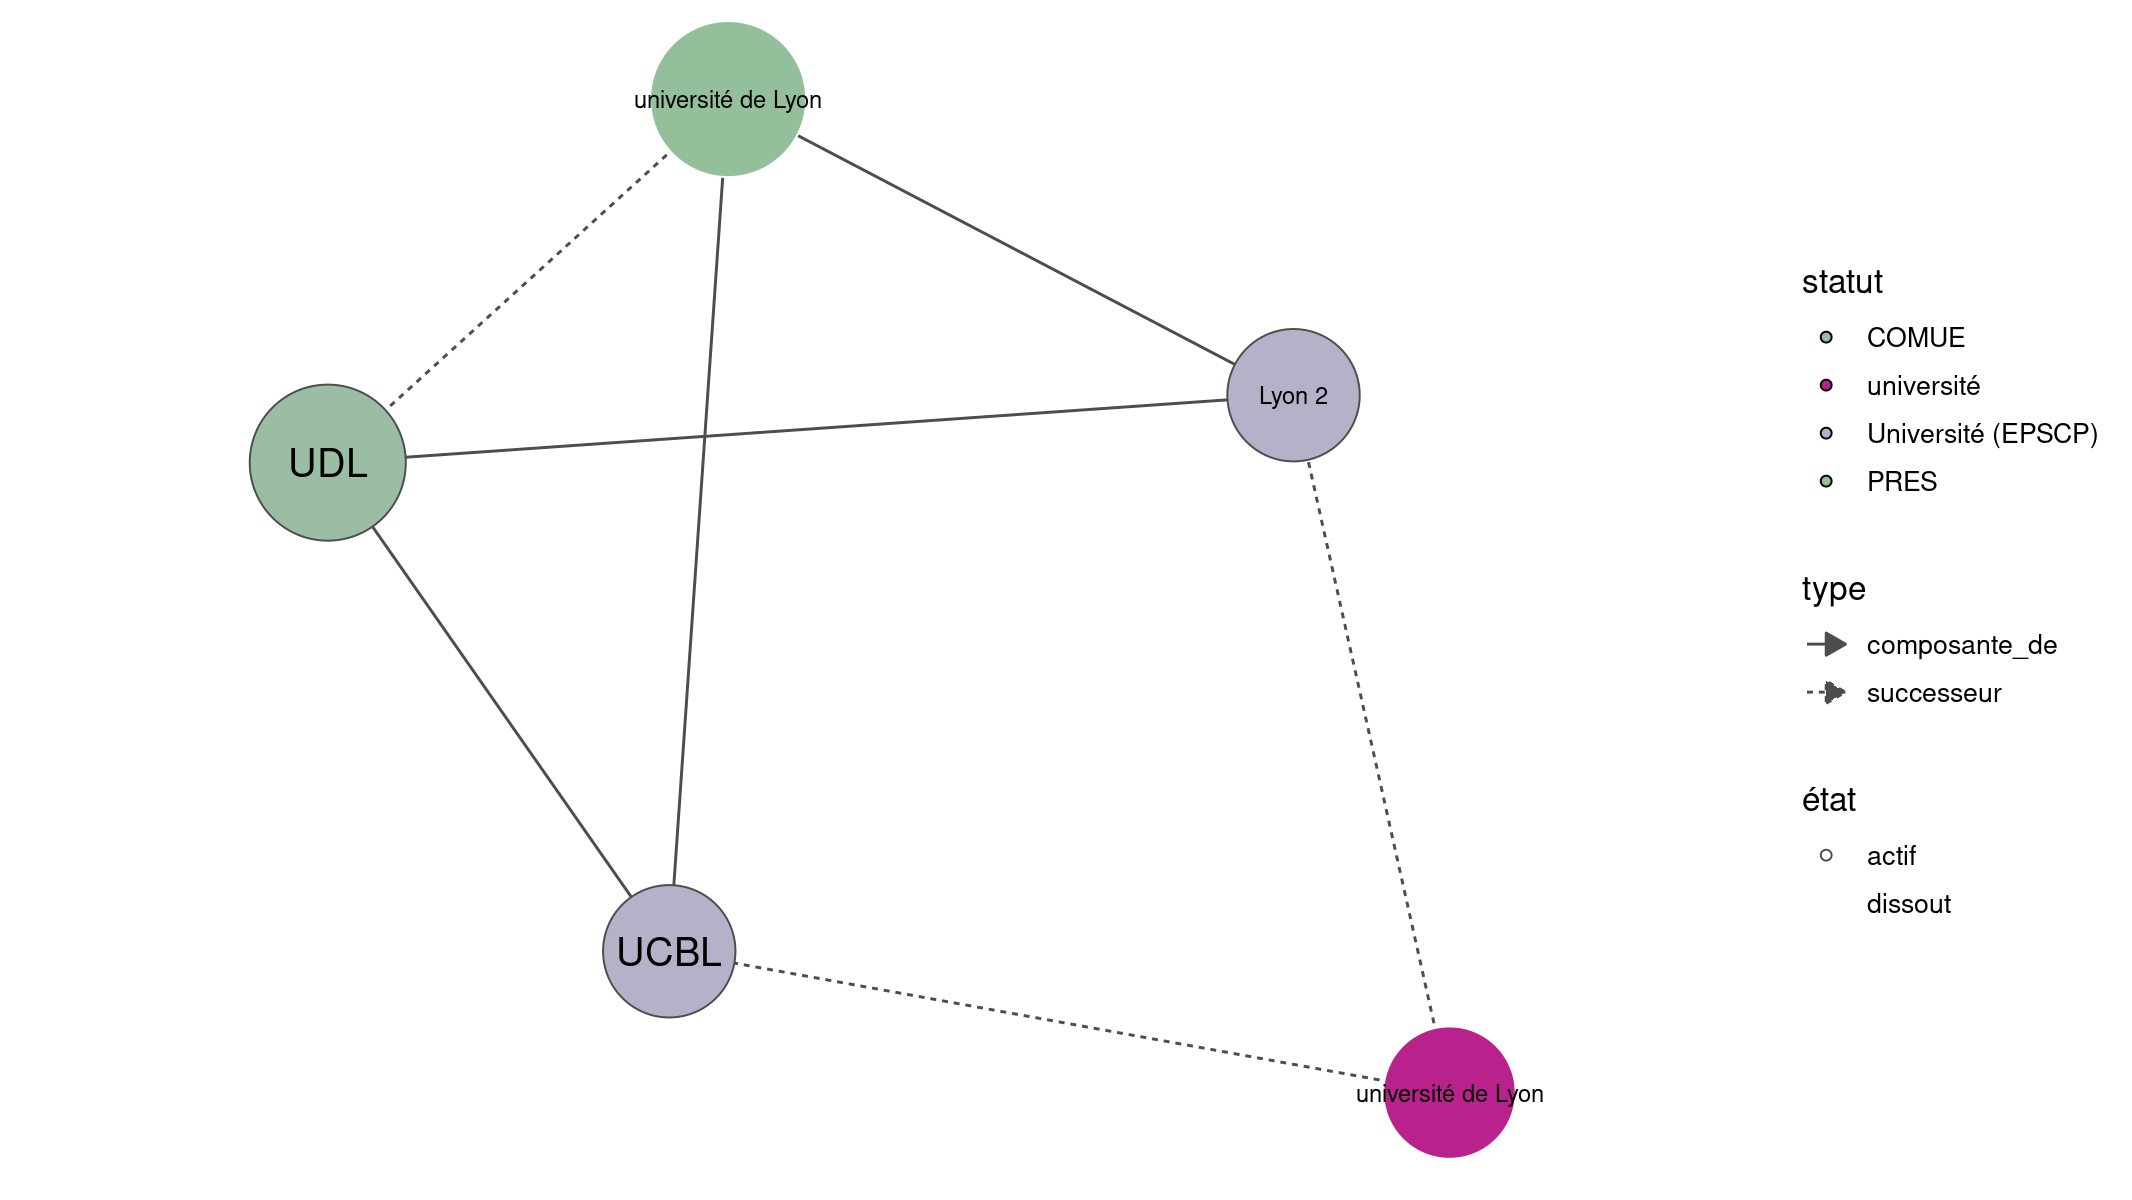 université de Lyon
Lyon 2
UDL
UCBL
université de Lyon
statut
COMUE
université
Université (EPSCP)
PRES
type
composante_de
successeur
état
actif
dissout